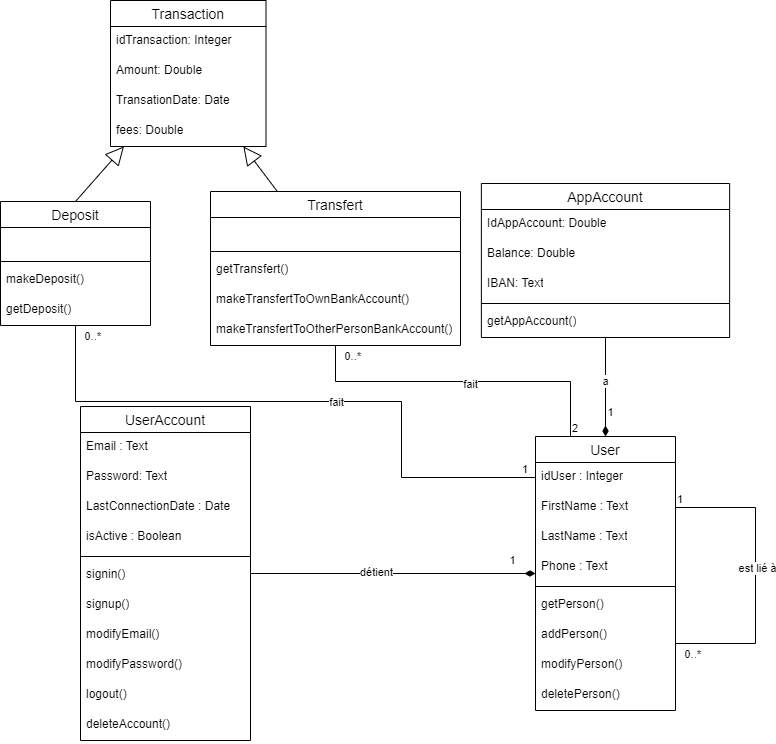 Transaction
idTransaction: Integer
Amount: Double
TransationDate: Date
fees: Double
Deposit
makeDeposit()
getDeposit()
0..*
Transfert
getTransfert()
makeTransfertToOwnBankAccount()
makeTransfertToOtherPersonBankAccount()
0..*
AppAccount
IdAppAccount: Double
Balance: Double
IBAN: Text
getAppAccount()
a
1
fait
2
fait
1
UserAccount
Email : Text
Password: Text
LastConnectionDate : Date
isActive : Boolean
signin()
signup()
modifyEmail()
modifyPassword()
logout()
deleteAccount()
détient
1
User
idUser : Integer
FirstName : Text
LastName : Text
Phone : Text
getPerson()
addPerson()
modifyPerson()
deletePerson()
1
est lié à
0..*